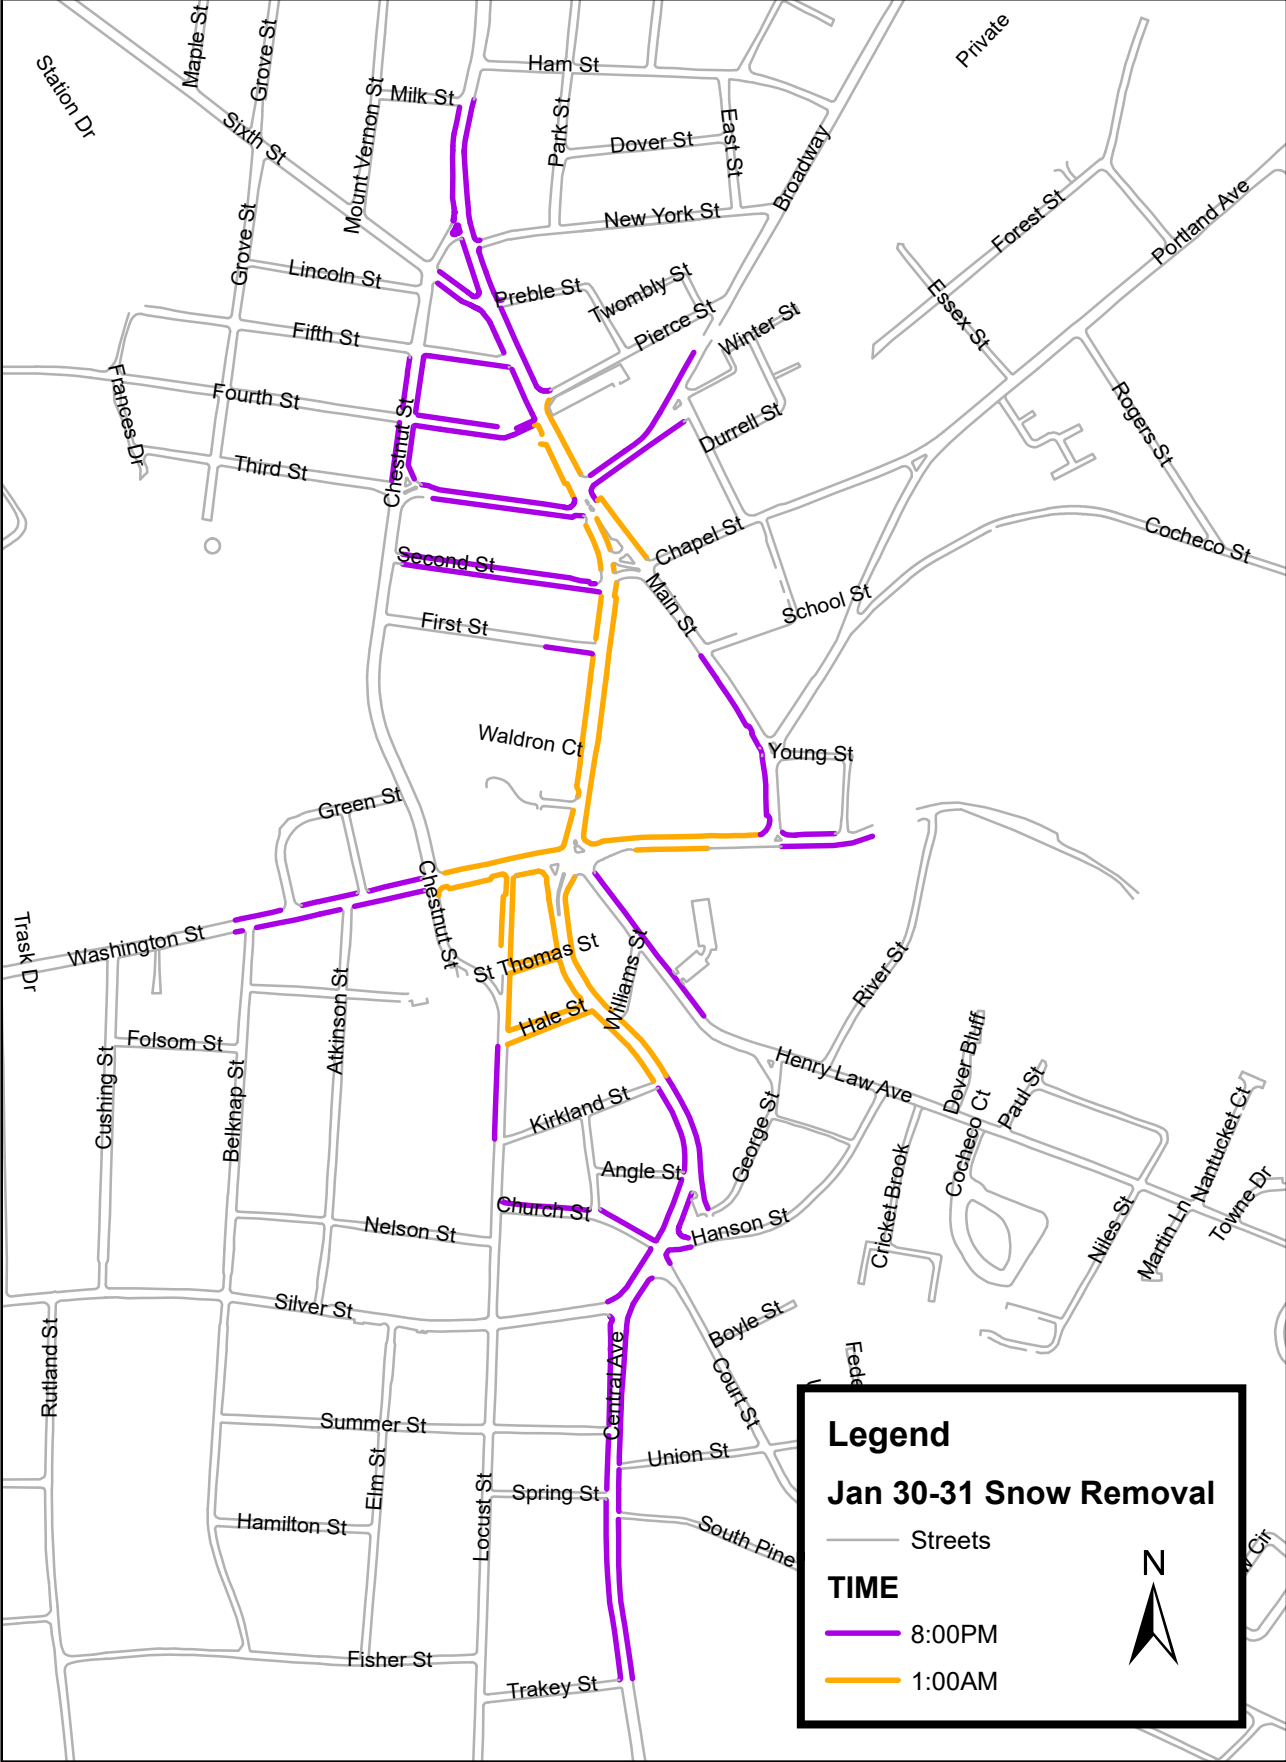 Maple St
Grove St
Station Dr
Sixth St
Mount Vernon St
Milk St
Ham St
Park St
Dover St
East St
Broadway
Private
New York St
Grove St
Lincoln St
Preble St
Twombly St
Pierce St
Winter St
Forest St
Portland Ave
Essex St
Fifth St
Frances Dr
Fourth St
Chestnut St
Third St
Durrell St
Rogers St
Cocheco St
Chapel St
Second St
Main St
School St
First St
Waldron Ct
Young St
Green St
Chestnut St
Trask Dr
Washington St
St Thomas St
Williams St
River St
Atkinson St
Hale St
Folsom St
Cushing St
Belknap St
Henry Law Ave
Dover Bluff
Paul St
Cocheco Ct
Kirkland St
George St
Nantucket Ct
Angle St
Cricket Brook
Church St
Nelson St
Hanson St
Niles St
Martin Ln
Towne Dr
Silver St
Boyle St
Rutland St
Central Ave
Court St
Fede
Summer St
Union St
Elm St
Locust St
Spring St
Hamilton St
South Pine
Fisher St
Trakey St
Legend
Jan 30-31 Snow Removal
Streets
TIME
8:00PM
1:00AM
N
Cir